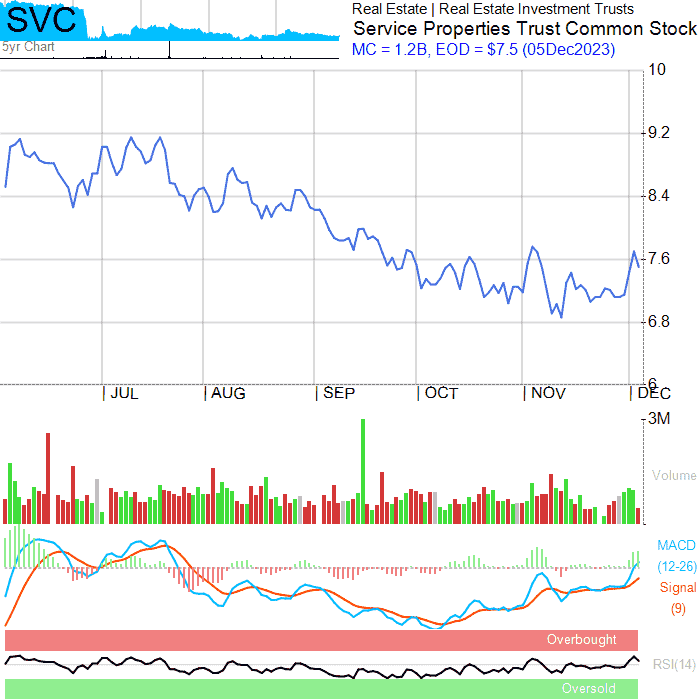 SVC
5yr Chart
Real Estate | Real Estate Investment Trusts
Service Properties Trust Common Stock
MC = 1.2B, EOD = $7.5 (05Dec2023)
10
9.2
8.4
7.6
6.8
6
JUL AUG SEP OCT NOV DEC
3M
Volume
MACD
(12-26)
Signal
(9)
Overbought
RSI(14)
Oversold